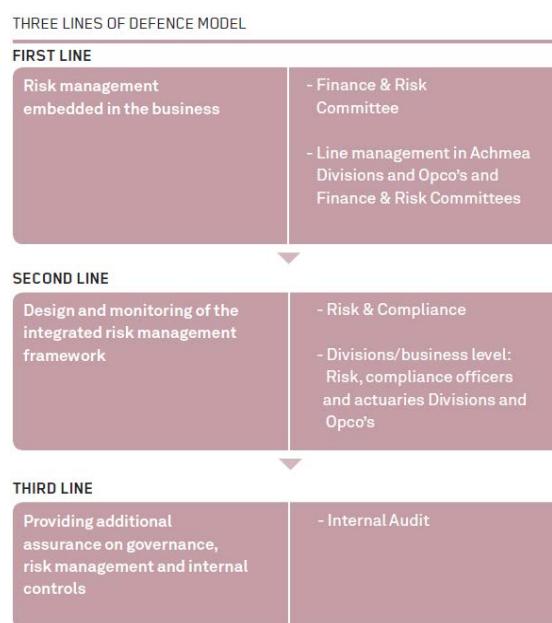 THREE LINES OF DEFENCE MODEL
FIRST LINE
Risk management
embedded in the business
- Finance & Risk
Committee
- Line management in Achmea
Divisions and Opco's and
Finance & Risk Committees
SECOND LINE
Design and monitoring of the
integrated risk management
framework
- Risk & Compliance
- Divisions/business level:
Risk, compliance officers
and actuaries Divisions and
Opco's
THIRD LINE
Providing additional
assurance on governance,
risk management and internal
controls
- Internal Audit